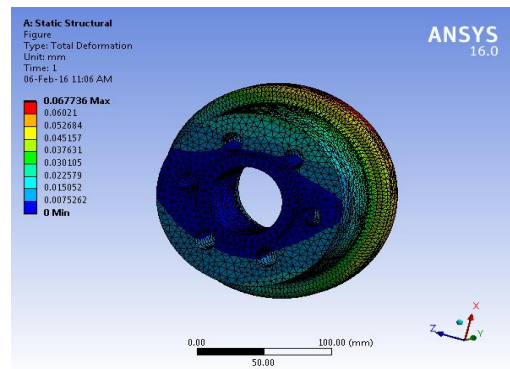 A: Static Structural
Figure
Type: Total Deformation
Unit: mm
Time: 1
06-Feb-16 11:06 AM
ANSYS
16.0
0.067736 Max
0.06021
0.052684
0.045157
0.037631
0.030105
0.022579
0.015052
0.0075262
0 Min
X
Z
Y
0.00
100.00 (mm)
50.00